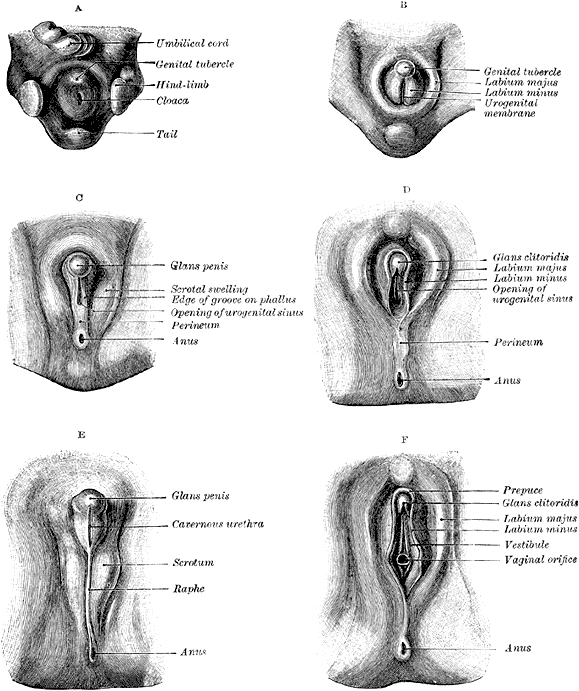 A
Umbilical cord
Genital tubercle
Hind-limb
Cloaca
Tail
B
Genital tubercle
Labium majus
Labium minus
Urogenital
membrane
C
Glans penis
Scrotal swelling
Edge of groove on phallus
Opening of urogenital sinus
Perineum
Anus
D
Glans clitoridis
Labium majus
Labium minus
Opening of
urogenital sinus
Perineum
Anus
E
Glans penis
Cavernous urethra
Scrotum
Raphe
Anus
F
Prepuce
Glans clitoridis
Labium majus
Labium minus
Vestibule
Vaginal orifice
Anus